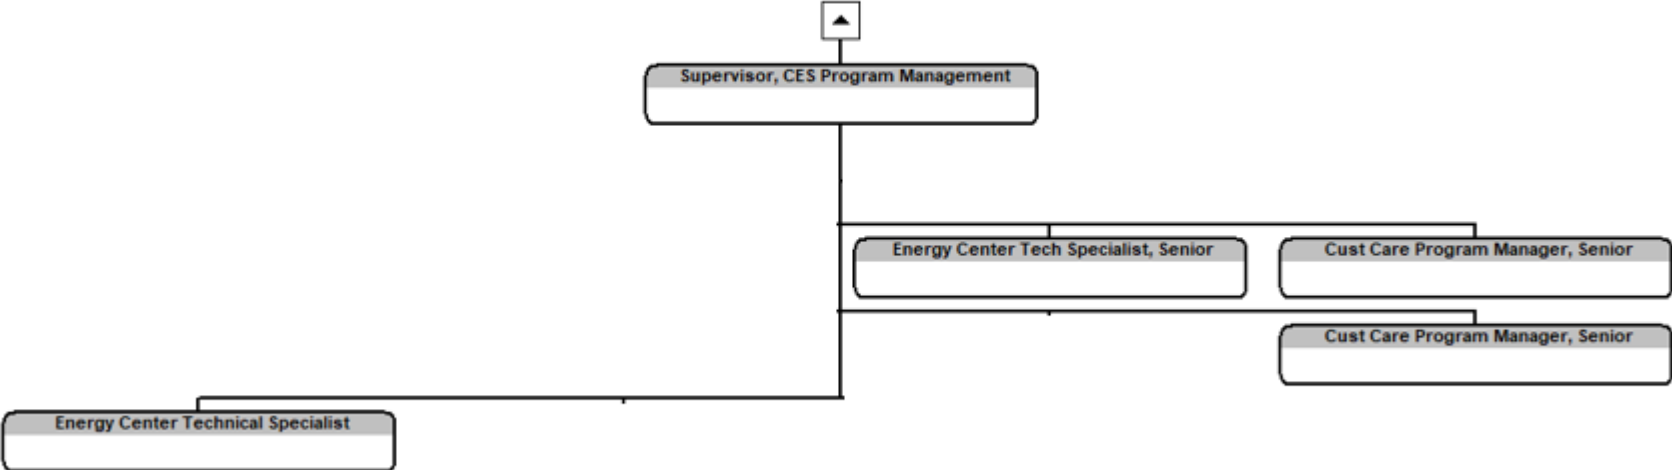 Supervisor, CES Program Management
Energy Center Tech Specialist, Senior
Cust Care Program Manager, Senior
Cust Care Program Manager, Senior
Energy Center Technical Specialist